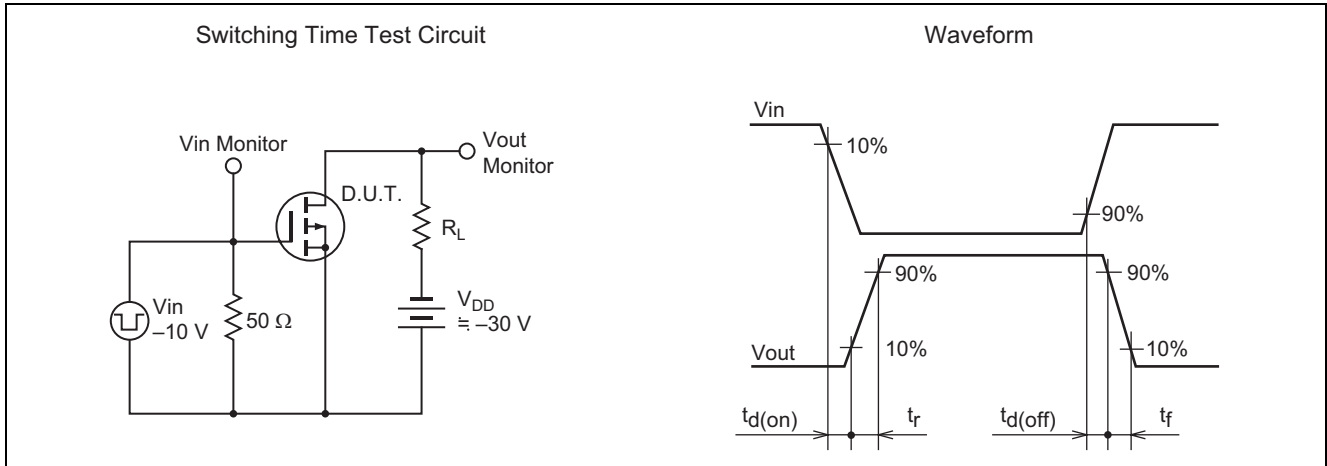 Switching Time Test Circuit
Vin Monitor
Vout
Monitor
D.U.T.
RL
Vin
–10 V
50 Ω
VDD
≒ –30 V
Waveform
Vin
10%
90%
90%
90%
Vout
10%
10%
td(on)
tr
td(off)
tf